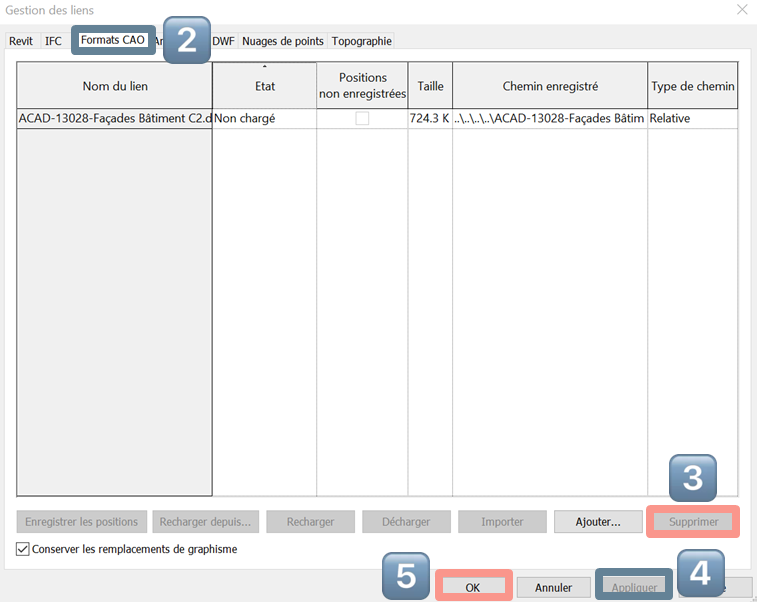 Gestion des liens
Revit IFC Formats CAO 2 DWF Nuages de points Topographie
Nom du lien Etat Positions non enregistrées Taille Chemin enregistré Type de chemin
ACAD-13028-Façades Bâtiment C2.d Non chargé 724.3 K ..\..\..\..\ACAD-13028-Façades Bâtim Relative
3
Enregistrer les positions Recharger depuis... Recharger Décharger Importer Ajouter... Supprimer
Conserver les remplacements de graphisme
5 OK Annuler Appliquer 4